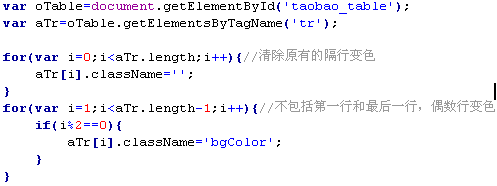 var oTable=document.getElementById('taobao_table');
var aTr=oTable.getElementsByTagName('tr');
for(var i=0;i<aTr.length;i++){//清除原有的隔行变色
aTr[i].className='';
}
for(var i=1;i<aTr.length-1;i++){//不包括第一行和最后一行，偶数行变色
if(i%2==0){
aTr[i].className='bgColor';
}
}